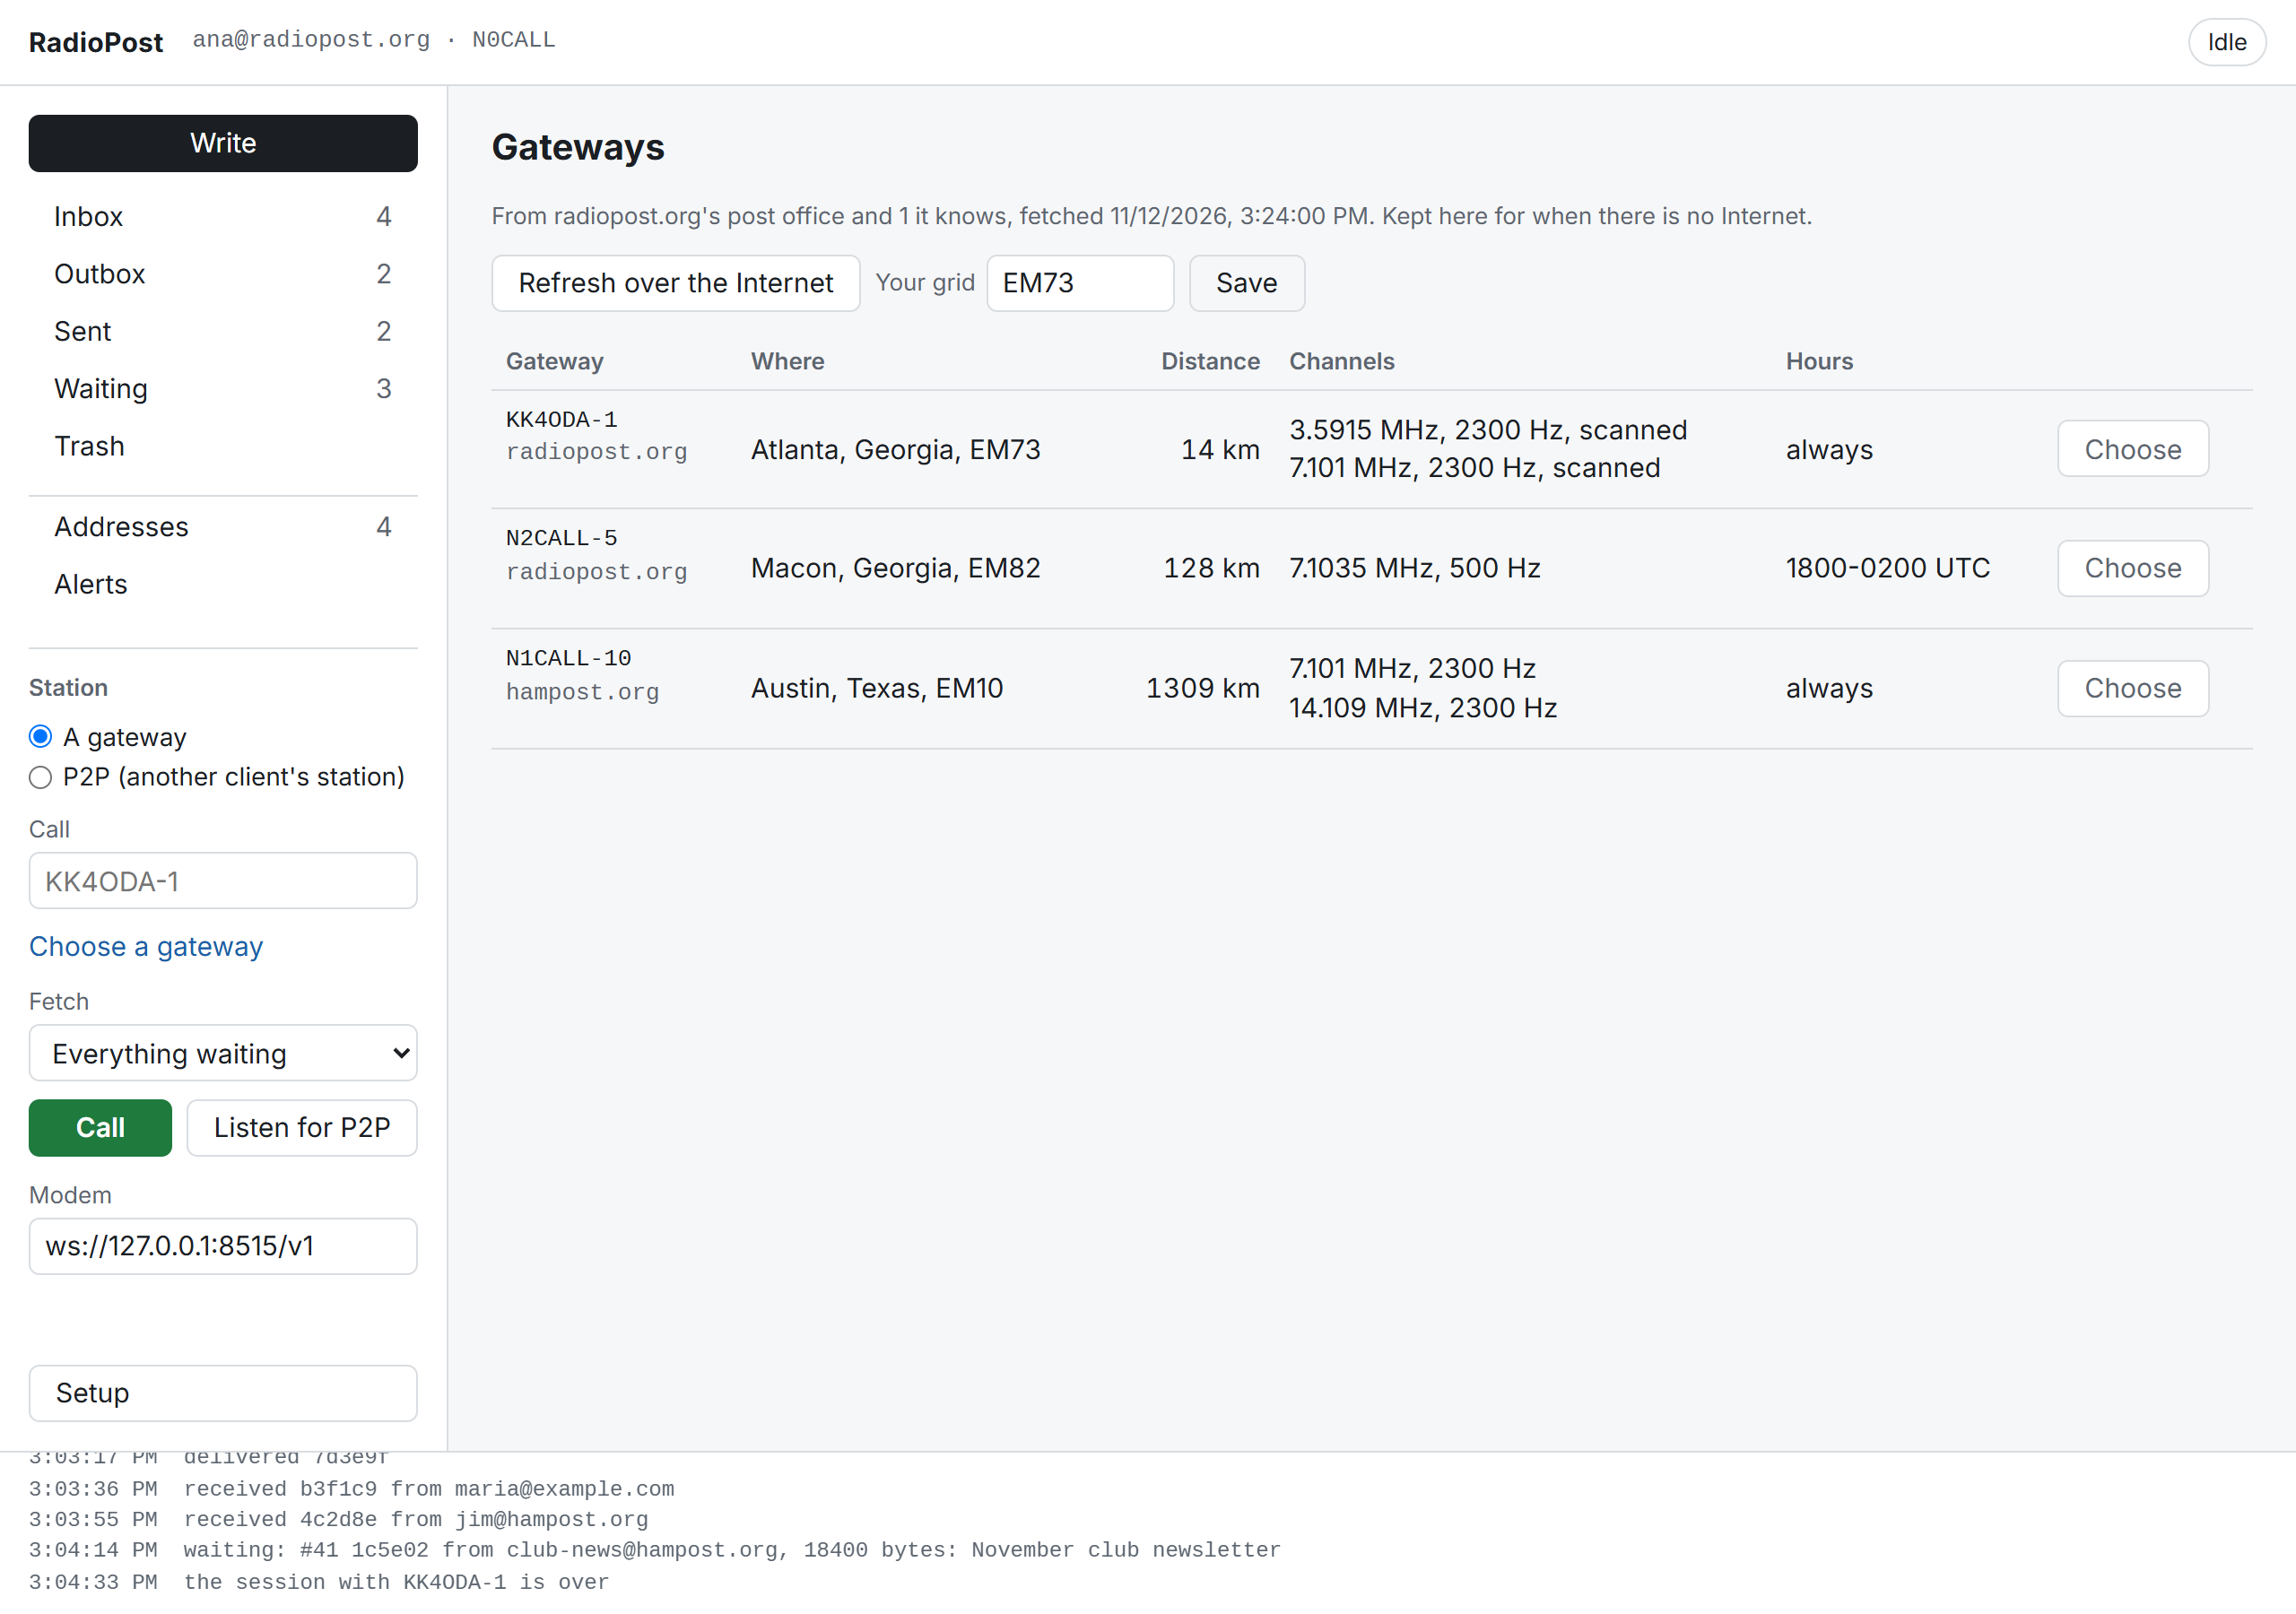 RadioPost ana@radiopost.org · N0CALL Idle
Write
Inbox 4
Outbox 2
Sent 2
Waiting 3
Trash
Addresses 4
Alerts
Station
A gateway
P2P (another client's station)
Call
KK4ODA-1
Choose a gateway
Fetch
Everything waiting
Call Listen for P2P
Modem
ws://127.0.0.1:8515/v1
Setup
Gateways
From radiopost.org's post office and 1 it knows, fetched 11/12/2026, 3:24:00 PM. Kept here for when there is no Internet.
Refresh over the Internet Your grid EM73 Save
Gateway Where Distance Channels Hours
KK4ODA-1
radiopost.org
Atlanta, Georgia, EM73 14 km
3.5915 MHz, 2300 Hz, scanned
7.101 MHz, 2300 Hz, scanned
always Choose
N2CALL-5
radiopost.org
Macon, Georgia, EM82 128 km 7.1035 MHz, 500 Hz 1800-0200 UTC Choose
N1CALL-10
hampost.org
Austin, Texas, EM10 1309 km
7.101 MHz, 2300 Hz
14.109 MHz, 2300 Hz
always Choose
3:03:17 PM delivered 7d3e9f
3:03:36 PM received b3f1c9 from maria@example.com
3:03:55 PM received 4c2d8e from jim@hampost.org
3:04:14 PM waiting: #41 1c5e02 from club-news@hampost.org, 18400 bytes: November club newsletter
3:04:33 PM the session with KK4ODA-1 is over